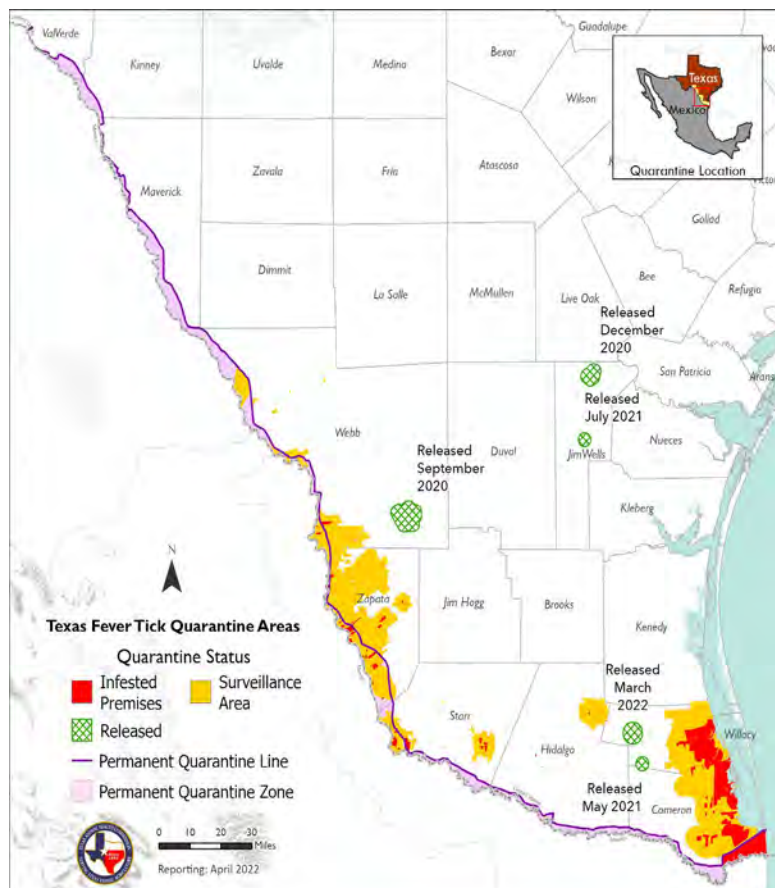 ValVerde
Kinney
Uvalde
Medina
Bexar
Guadalupe
Wilson
Texas
Mexico
Quarantine Location
Maverick
Zavala
Frio
Atascosa
Goliad
Dimmit
La Salle
McMullen
Live Oak
Bee
Refugio
Released
December
2020
San Patricio
Released
July 2021
Webb
Released
September
2020
Duval
Jim Wells
Nueces
Kleberg
N
Zapata
Jim Hogg
Brooks
Kenedy
Texas Fever Tick Quarantine Areas
Quarantine Status
Infested
Premises
Surveillance
Area
Released
Permanent Quarantine Line
Permanent Quarantine Zone
Released
March
2022
Starr
Hidalgo
Willacy
Released
May 2021
Cameron
0 10 20 30
Miles
Reporting: April 2022